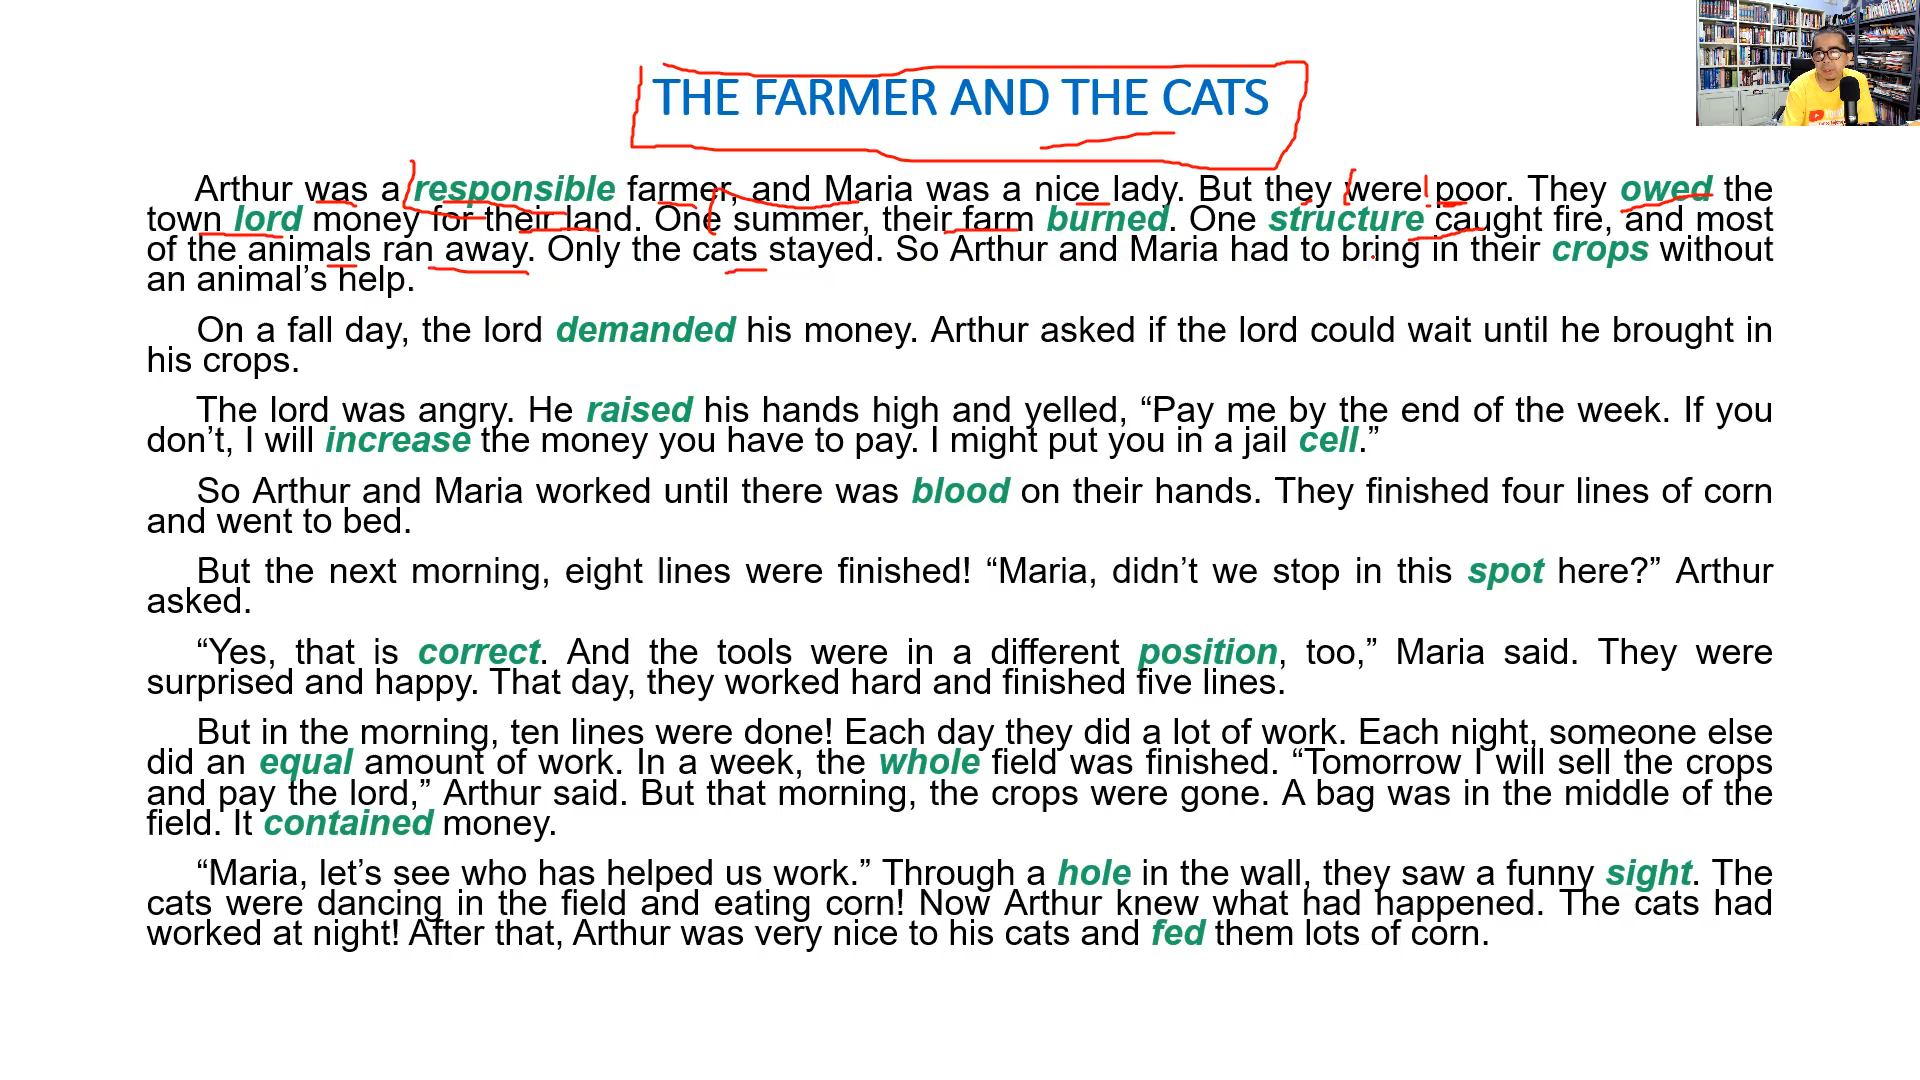 THE FARMER AND THE CATS
Arthur was a responsible farmer, and Maria was a nice lady. But they were poor. They owed the
town lord money for their land. One summer, their farm burned. One structure caught fire, and most
of the animals ran away. Only the cats stayed. So Arthur and Maria had to bring in their crops without
an animal’s help.
On a fall day, the lord demanded his money. Arthur asked if the lord could wait until he brought in
his crops.
The lord was angry. He raised his hands high and yelled, “Pay me by the end of the week. If you
don’t, I will increase the money you have to pay. I might put you in a jail cell.”
So Arthur and Maria worked until there was blood on their hands. They finished four lines of corn
and went to bed.
But the next morning, eight lines were finished! “Maria, didn’t we stop in this spot here?” Arthur
asked.
“Yes, that is correct. And the tools were in a different position, too,” Maria said. They were
surprised and happy. That day, they worked hard and finished five lines.
But in the morning, ten lines were done! Each day they did a lot of work. Each night, someone else
did an equal amount of work. In a week, the whole field was finished. “Tomorrow I will sell the crops
and pay the lord,” Arthur said. But that morning, the crops were gone. A bag was in the middle of the
field. It contained money.
“Maria, let’s see who has helped us work.” Through a hole in the wall, they saw a funny sight. The
cats were dancing in the field and eating corn! Now Arthur knew what had happened. The cats had
worked at night! After that, Arthur was very nice to his cats and fed them lots of corn.